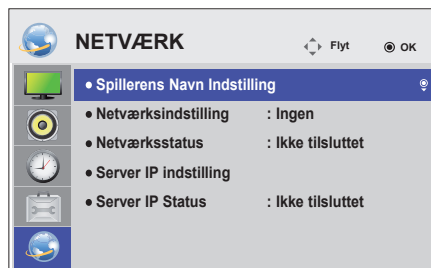 NETVÆRK Flyt OK
● Spillerens Navn Indstilling
● Netværksindstilling : Ingen
● Netværksstatus : Ikke tilsluttet
● Server IP indstilling
● Server IP Status : Ikke tilsluttet